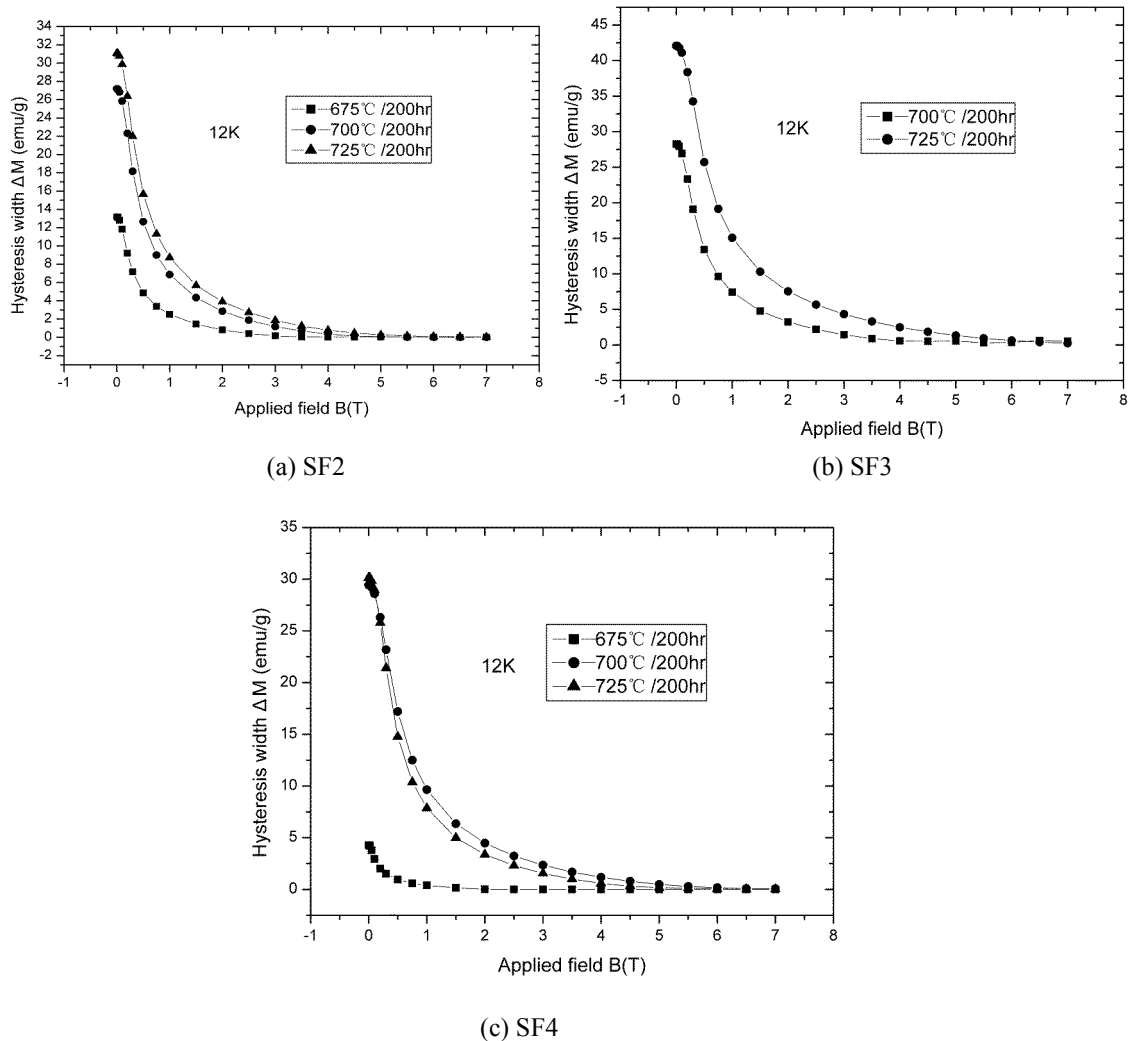 34
32
30
28
26
24
22
20
18
16
14
12
10
8
6
4
2
0
-2
Hysteresis width Δ M (emu/g)
12K
675℃ /200hr
700℃ /200hr
725℃ /200hr
-1 0 1 2 3 4 5 6 7 8
Applied field B(T)
(a) SF2
45
40
35
30
25
20
15
10
5
0
-5
Hysteresis width Δ M (emu/g)
12K
700℃ /200hr
725℃ /200hr
-1 0 1 2 3 4 5 6 7 8
Applied field B(T)
(b) SF3
35
30
25
20
15
10
5
0
Hysteresis width Δ M (emu/g)
12K
675℃ /200hr
700℃ /200hr
725℃ /200hr
-1 0 1 2 3 4 5 6 7 8
Applied field B(T)
(c) SF4